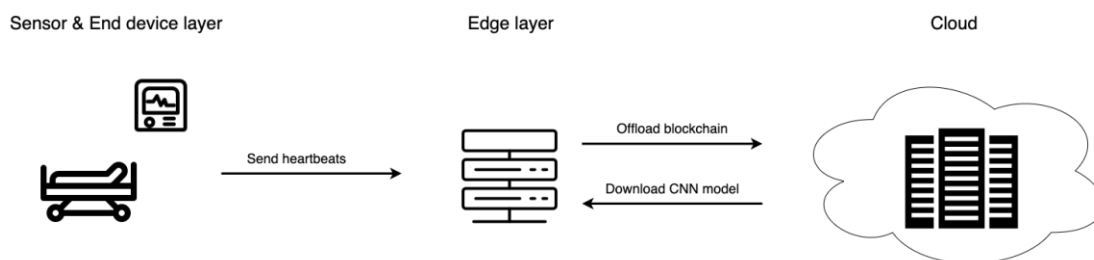 Sensor & End device layer
Edge layer
Cloud
Send heartbeats
Offload blockchain
Download CNN model